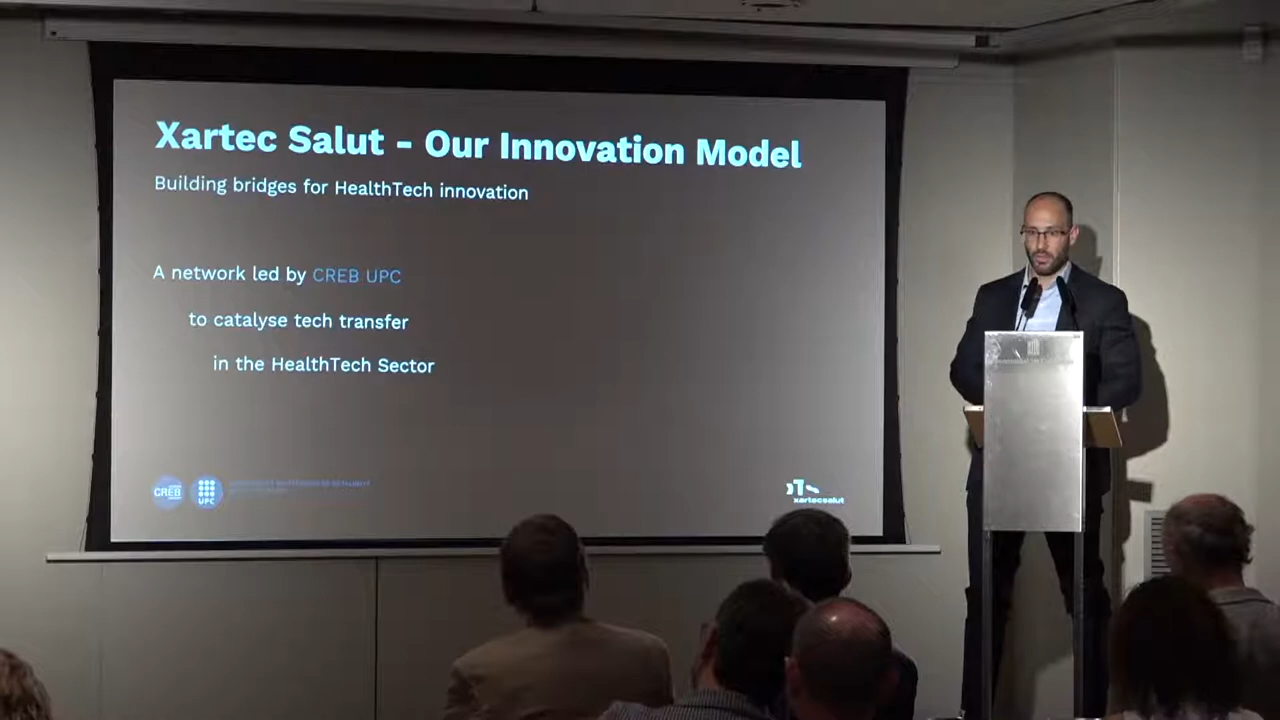 Xartec Salut - Our Innovation Model
Building bridges for HealthTech innovation
A network led by CREB UPC
to catalyse tech transfer
in the HealthTech Sector
CREB
UPC
xartecsalut